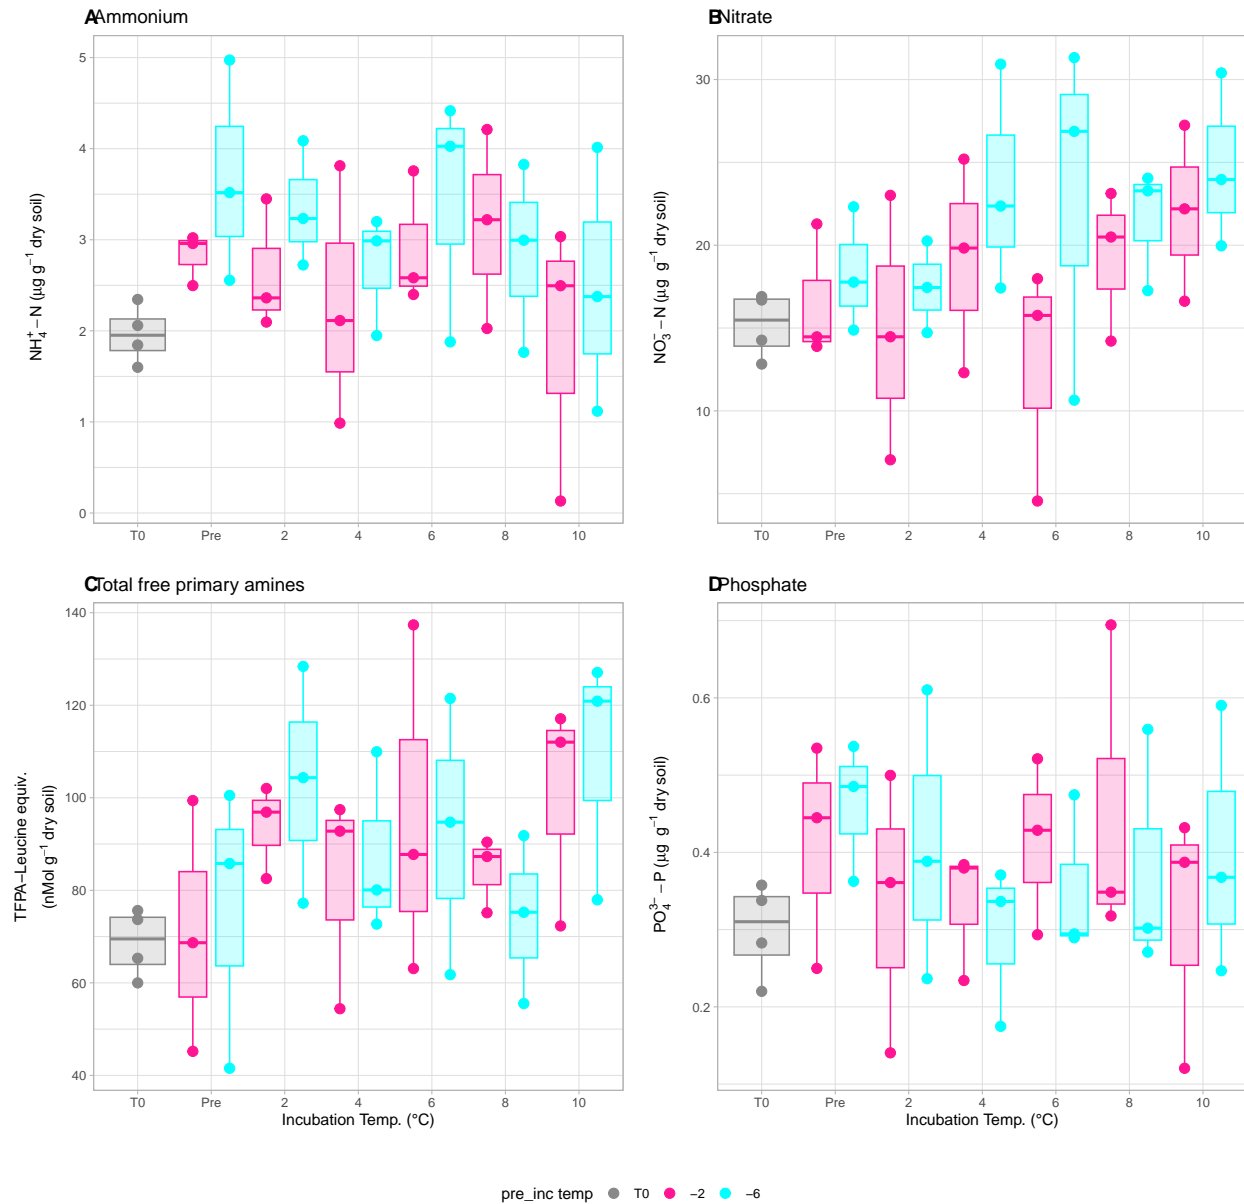 A Ammonium
5
4
3
2
1
0
NH₄⁺ − N (µg g⁻¹ dry soil)
T0 Pre 2 4 6 8 10
B Nitrate
30
20
10
NO₃⁻ − N (µg g⁻¹ dry soil)
T0 Pre 2 4 6 8 10
C Total free primary amines
140
120
100
80
60
40
TFPA−Leucine equiv.
(nMol g⁻¹ dry soil)
T0 Pre 2 4 6 8 10
Incubation Temp. (°C)
D Phosphate
0.6
0.4
0.2
PO₄³⁻ − P (µg g⁻¹ dry soil)
T0 Pre 2 4 6 8 10
Incubation Temp. (°C)
pre_inc temp T0 −2 −6